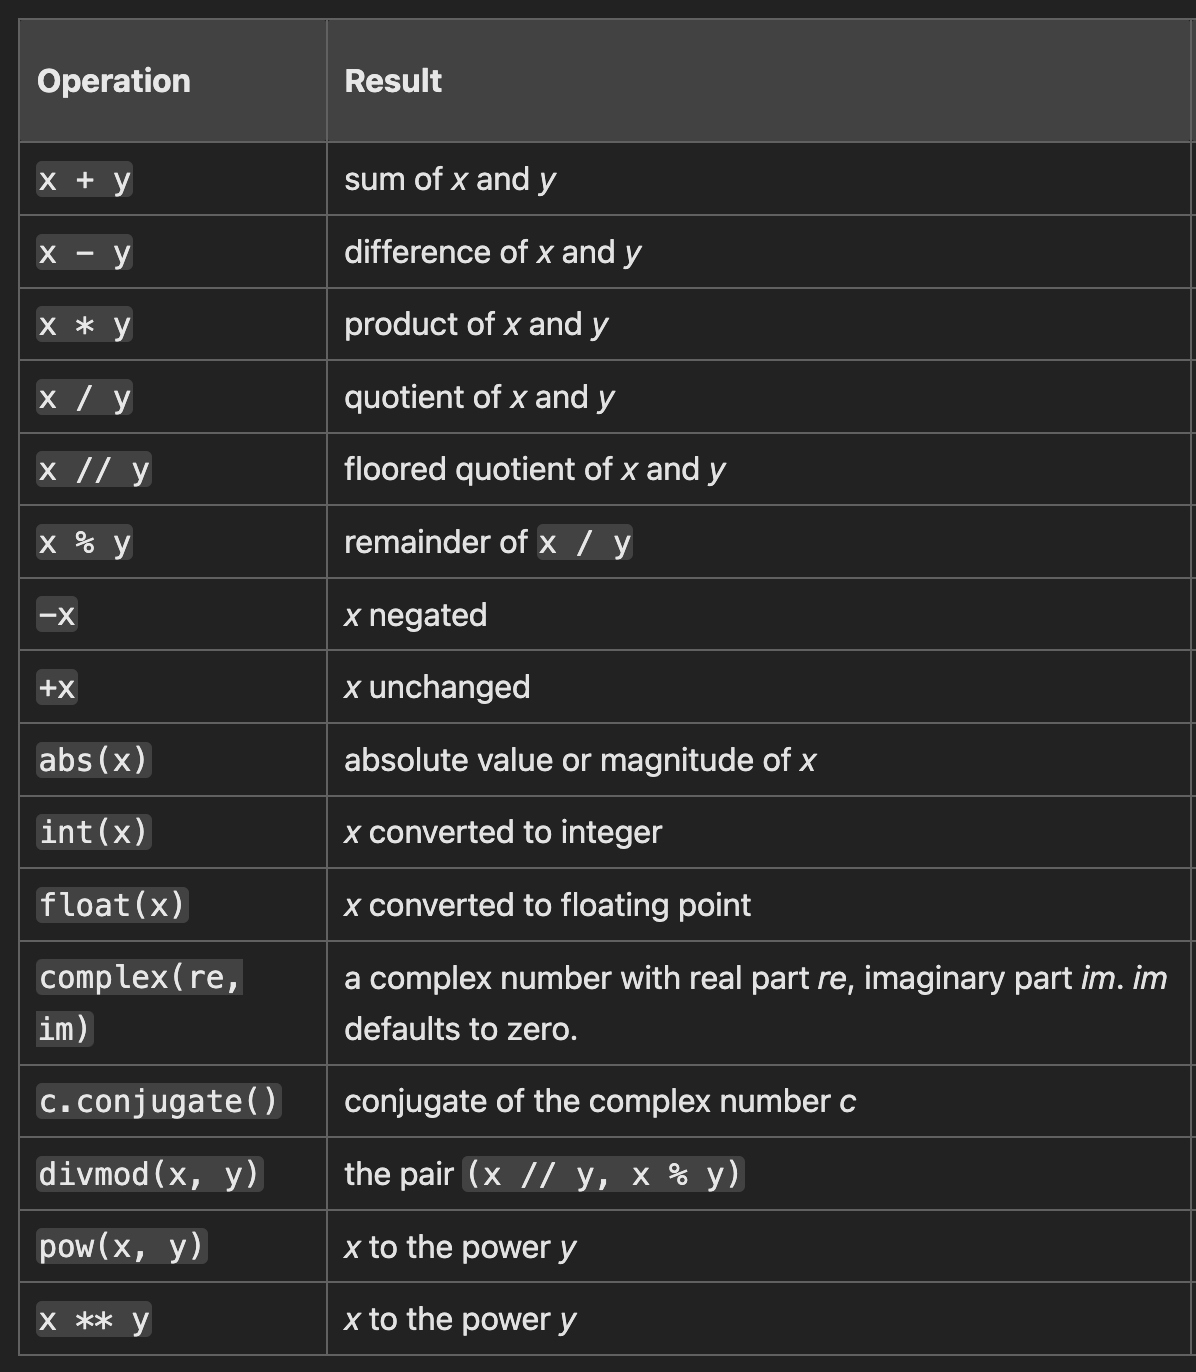 Operation Result
x + y sum of x and y
x - y difference of x and y
x * y product of x and y
x / y quotient of x and y
x // y floored quotient of x and y
x % y remainder of x / y
-x x negated
+x x unchanged
abs(x) absolute value or magnitude of x
int(x) x converted to integer
float(x) x converted to floating point
complex(re, a complex number with real part re, imaginary part im. im
im) defaults to zero.
c.conjugate() conjugate of the complex number c
divmod(x, y) the pair (x // y, x % y)
pow(x, y) x to the power y
x ** y x to the power y